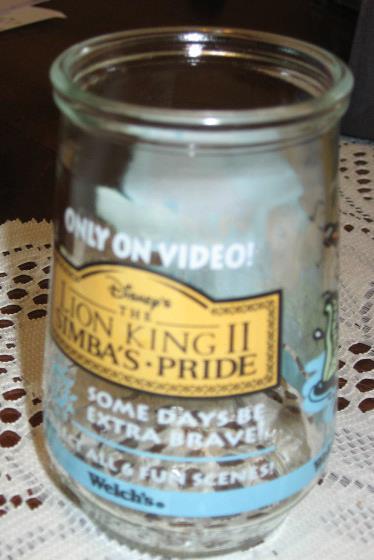 ONLY ON VIDEO!
Disney's
THE
LION KING II
SIMBA'S • PRIDE
SOME DAYS BE
EXTRA BRAVE!
ALL 6 FUN SCENES!
Welch's®